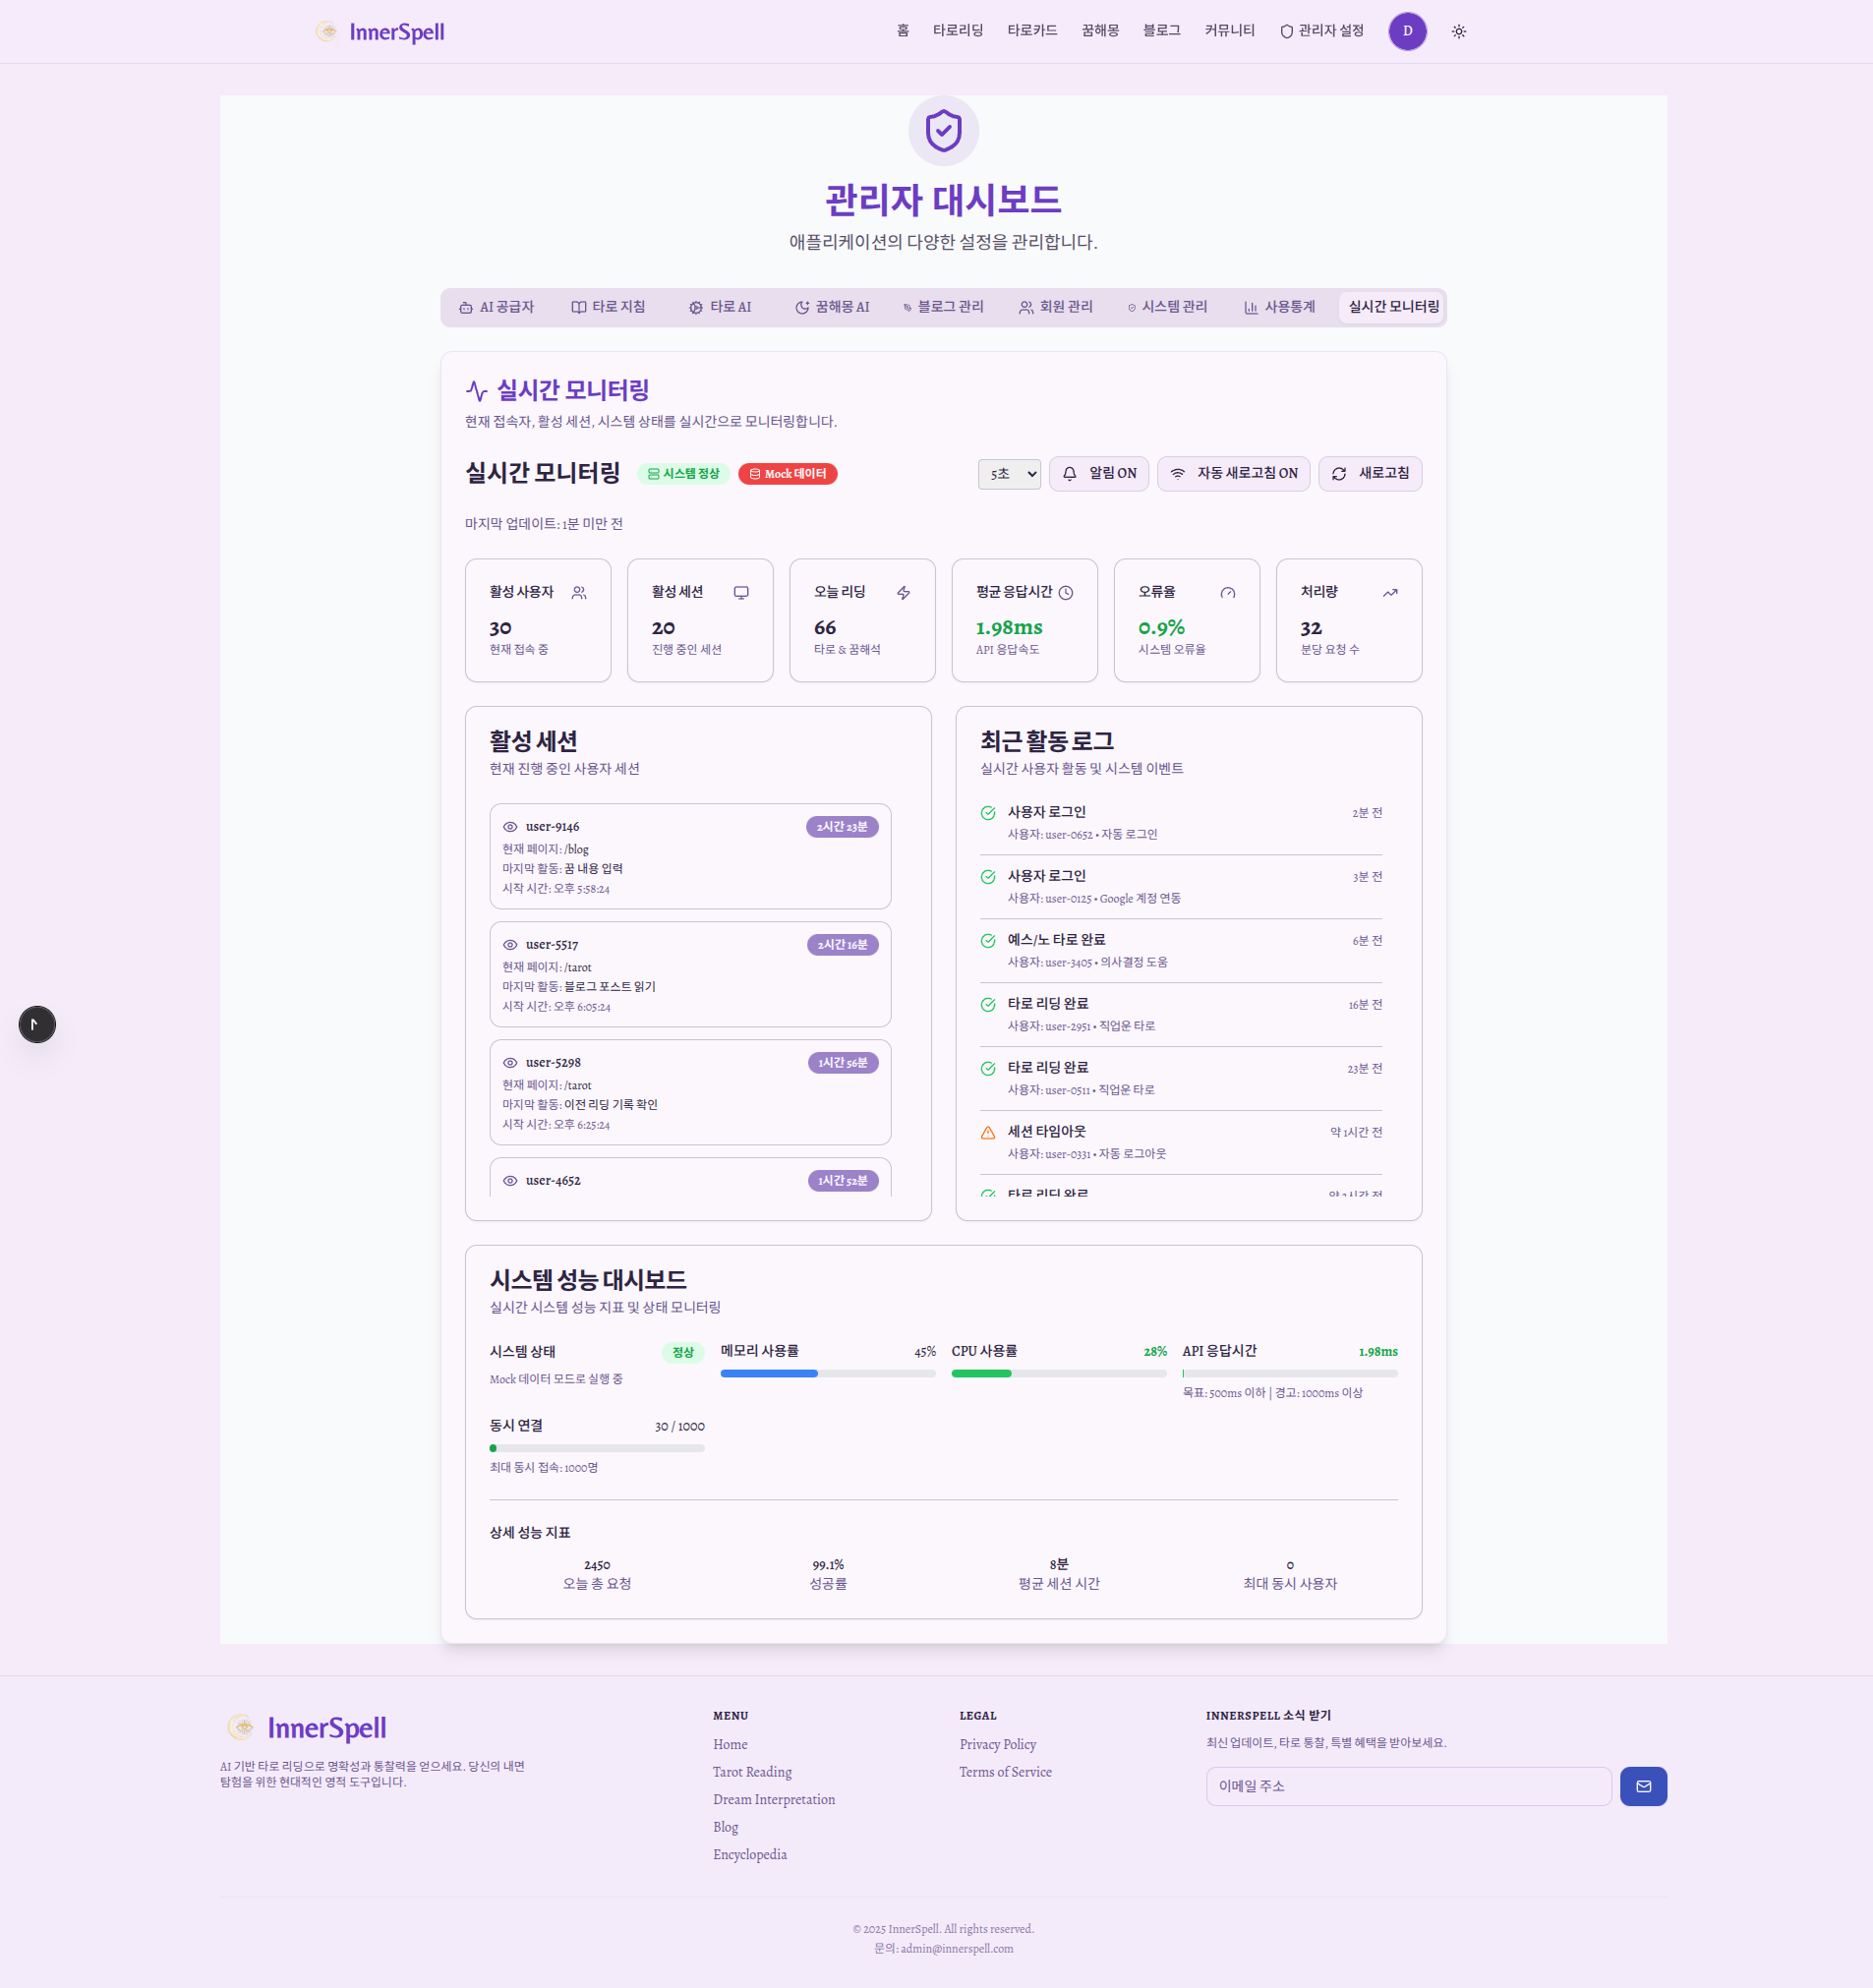 InnerSpell
홈 타로리딩 타로카드 꿈해몽 블로그 커뮤니티 관리자 설정 D
관리자 대시보드
애플리케이션의 다양한 설정을 관리합니다.
AI 공급자 타로 지침 타로 AI 꿈해몽 AI 블로그 관리 회원 관리 시스템 관리 사용통계 실시간 모니터링
실시간 모니터링
현재 접속자, 활성 세션, 시스템 상태를 실시간으로 모니터링합니다.
실시간 모니터링 시스템 정상 Mock 데이터 5초 알림 ON 자동 새로고침 ON 새로고침
마지막 업데이트: 1분 미만 전
활성 사용자
30
현재 접속 중
활성 세션
20
진행 중인 세션
오늘 리딩
66
타로 & 꿈해석
평균 응답시간
1.98ms
API 응답속도
오류율
0.9%
시스템 오류율
처리량
32
분당 요청 수
활성 세션
현재 진행 중인 사용자 세션
user-9146 2시간 23분
현재 페이지: /blog
마지막 활동: 꿈 내용 입력
시작 시간: 오후 5:58:24
user-5517 2시간 16분
현재 페이지: /tarot
마지막 활동: 블로그 포스트 읽기
시작 시간: 오후 6:05:24
user-5298 1시간 56분
현재 페이지: /tarot
마지막 활동: 이전 리딩 기록 확인
시작 시간: 오후 6:25:24
user-4652 1시간 52분
최근 활동 로그
실시간 사용자 활동 및 시스템 이벤트
사용자 로그인 2분 전
사용자: user-0652 • 자동 로그인
사용자 로그인 3분 전
사용자: user-0125 • Google 계정 연동
예스/노 타로 완료 6분 전
사용자: user-3405 • 의사결정 도움
타로 리딩 완료 16분 전
사용자: user-2951 • 직업운 타로
타로 리딩 완료 23분 전
사용자: user-0511 • 직업운 타로
세션 타임아웃 약 1시간 전
사용자: user-0331 • 자동 로그아웃
타로 리딩 완료
시스템 성능 대시보드
실시간 시스템 성능 지표 및 상태 모니터링
시스템 상태 정상
Mock 데이터 모드로 실행 중
메모리 사용률 45%
CPU 사용률 28%
API 응답시간 1.98ms
목표: 500ms 이하 | 경고: 1000ms 이상
동시 연결 30 / 1000
최대 동시 접속: 1000명
상세 성능 지표
2450
오늘 총 요청
99.1%
성공률
8분
평균 세션 시간
0
최대 동시 사용자
InnerSpell
AI 기반 타로 리딩으로 명확성과 통찰력을 얻으세요. 당신의 내면
탐험을 위한 현대적인 영적 도구입니다.
MENU
Home
Tarot Reading
Dream Interpretation
Blog
Encyclopedia
LEGAL
Privacy Policy
Terms of Service
INNERSPELL 소식 받기
최신 업데이트, 타로 통찰, 특별 혜택을 받아보세요.
이메일 주소
© 2025 InnerSpell. All rights reserved.
문의: admin@innerspell.com